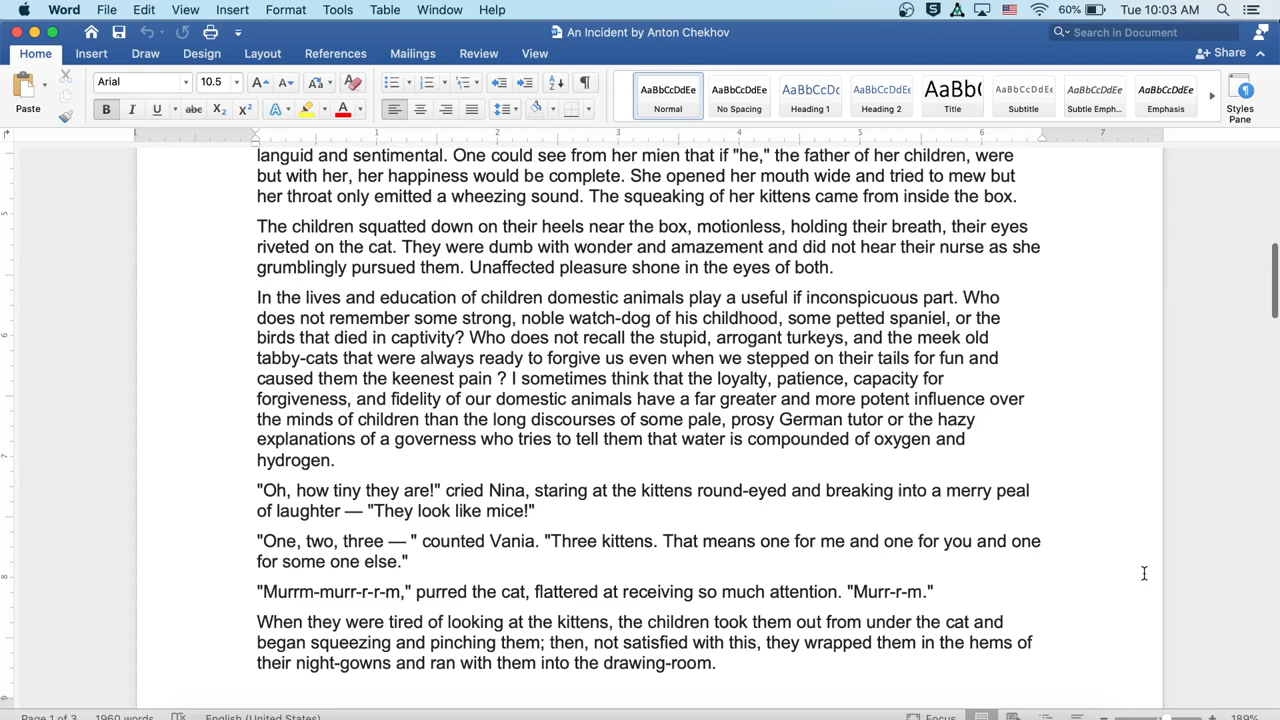 Word File Edit View Insert Format Tools Table Window Help 60% Tue 10:03 AM
An Incident by Anton Chekhov Search in Document
Home Insert Draw Design Layout References Mailings Review View Share
Paste Arial 10.5 AaBbCcDdEe AaBbCcDdEe AaBbCcDc AaBbCcDdEe AaBbC AaBbCcDdEe AaBbCcDdEe AaBbCcDdEe
B I U abc X₂ X² A A Normal No Spacing Heading 1 Heading 2 Title Subtitle Subtle Emph... Emphasis Styles Pane
1 1 2 3 4 5 6 7
languid and sentimental. One could see from her mien that if "he," the father of her children, were
but with her, her happiness would be complete. She opened her mouth wide and tried to mew but
her throat only emitted a wheezing sound. The squeaking of her kittens came from inside the box.
The children squatted down on their heels near the box, motionless, holding their breath, their eyes
riveted on the cat. They were dumb with wonder and amazement and did not hear their nurse as she
grumblingly pursued them. Unaffected pleasure shone in the eyes of both.
In the lives and education of children domestic animals play a useful if inconspicuous part. Who
does not remember some strong, noble watch-dog of his childhood, some petted spaniel, or the
birds that died in captivity? Who does not recall the stupid, arrogant turkeys, and the meek old
tabby-cats that were always ready to forgive us even when we stepped on their tails for fun and
caused them the keenest pain ? I sometimes think that the loyalty, patience, capacity for
forgiveness, and fidelity of our domestic animals have a far greater and more potent influence over
the minds of children than the long discourses of some pale, prosy German tutor or the hazy
explanations of a governess who tries to tell them that water is compounded of oxygen and
hydrogen.
"Oh, how tiny they are!" cried Nina, staring at the kittens round-eyed and breaking into a merry peal
of laughter — "They look like mice!"
"One, two, three — " counted Vania. "Three kittens. That means one for me and one for you and one
for some one else."
"Murrm-murr-r-r-m," purred the cat, flattered at receiving so much attention. "Murr-r-m."
When they were tired of looking at the kittens, the children took them out from under the cat and
began squeezing and pinching them; then, not satisfied with this, they wrapped them in the hems of
their night-gowns and ran with them into the drawing-room.
Page 1 of 3 1960 words English (United States) Focus 189%